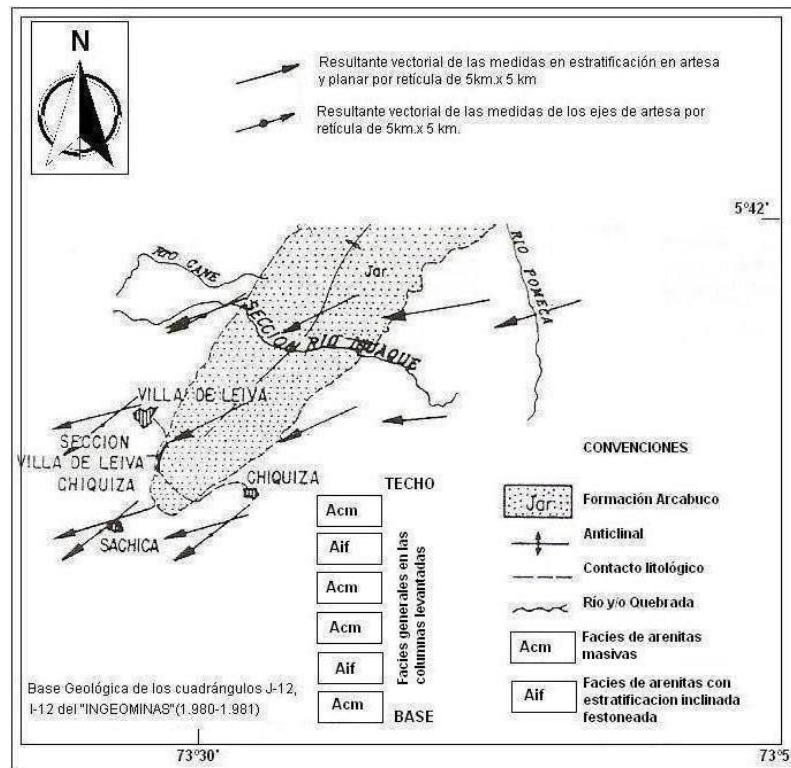 N
Resultante vectorial de las medidas en estratificación en artesa
y planar por retícula de 5km.x 5 km
Resultante vectorial de las medidas de los ejes de artesa por
retícula de 5km.x 5 km.
5°42'
RIO CANE
Jar
RIO POMECA
SECCION RIO IGUAQUE
VILLA DE LEIVA
SECCION
VILLA DE LEIVA
CHIQUIZA
CHIQUIZA
SACHICA
TECHO
Acm
Aif
Acm
Acm
Aif
Acm
BASE
Facies generales en las
columnas levantadas
CONVENCIONES
Jar
Formación Arcabuco
Anticlinal
Contacto litológico
Río y/o Quebrada
Acm
Facies de arenitas
masivas
Aif
Facies de arenitas con
estratificacion inclinada
festoneada
Base Geológica de los cuadrángulos J-12,
I-12 del "INGEOMINAS"(1.980-1.981)
73°30'
73°5